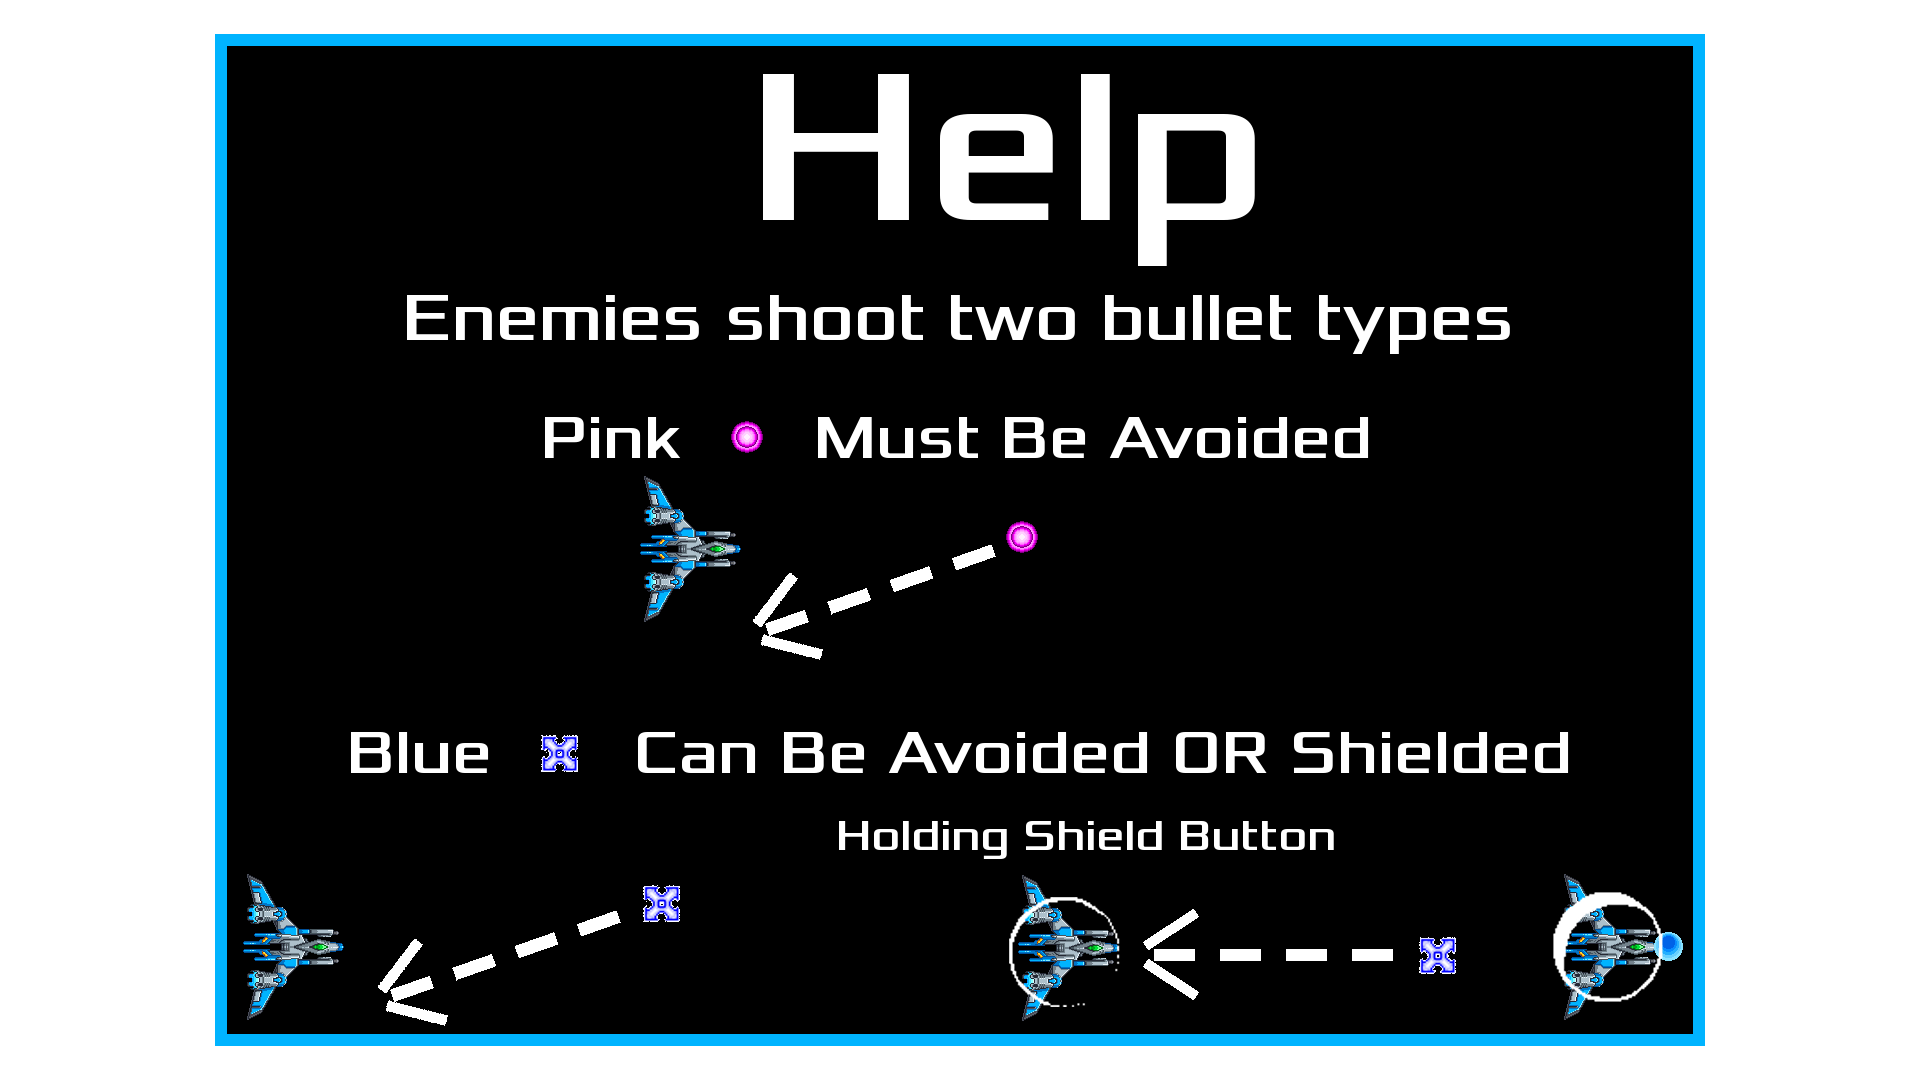 Help
Enemies shoot two bullet types
Pink Must Be Avoided
Blue Can Be Avoided OR Shielded
Holding Shield Button